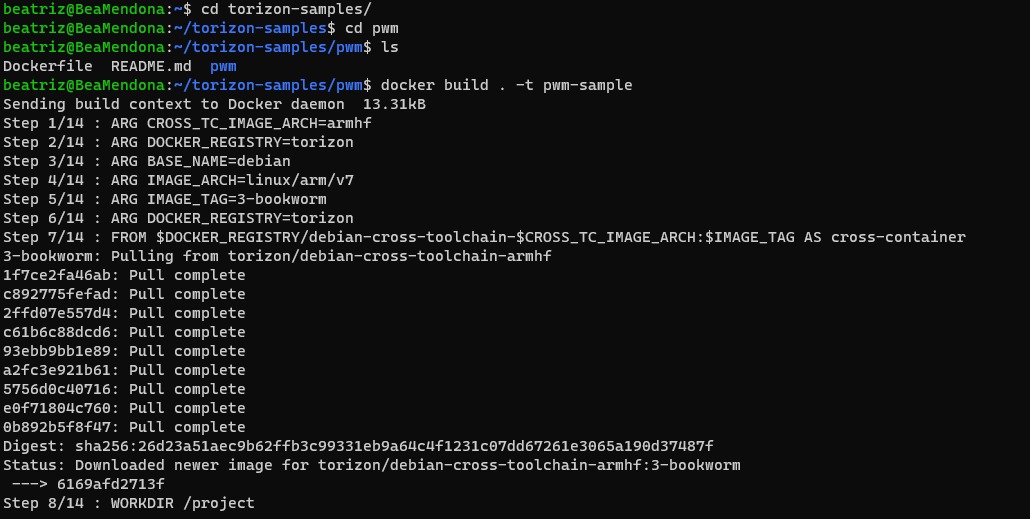 beatriz@BeaMendona:~$ cd torizon-samples/
beatriz@BeaMendona:~/torizon-samples$ cd pwm
beatriz@BeaMendona:~/torizon-samples/pwm$ ls
Dockerfile  README.md  pwm
beatriz@BeaMendona:~/torizon-samples/pwm$ docker build . -t pwm-sample
Sending build context to Docker daemon  13.31kB
Step 1/14 : ARG CROSS_TC_IMAGE_ARCH=armhf
Step 2/14 : ARG DOCKER_REGISTRY=torizon
Step 3/14 : ARG BASE_NAME=debian
Step 4/14 : ARG IMAGE_ARCH=linux/arm/v7
Step 5/14 : ARG IMAGE_TAG=3-bookworm
Step 6/14 : ARG DOCKER_REGISTRY=torizon
Step 7/14 : FROM $DOCKER_REGISTRY/debian-cross-toolchain-$CROSS_TC_IMAGE_ARCH:$IMAGE_TAG AS cross-container
3-bookworm: Pulling from torizon/debian-cross-toolchain-armhf
1f7ce2fa46ab: Pull complete
c892775fefad: Pull complete
2ffd07e557d4: Pull complete
c61b6c88dcd6: Pull complete
93ebb9bb1e89: Pull complete
a2fc3e921b61: Pull complete
5756d0c40716: Pull complete
e0f71804c760: Pull complete
0b892b5f8f47: Pull complete
Digest: sha256:26d23a51aec9b62ffb3c99331eb9a64c4f1231c07dd67261e3065a190d37487f
Status: Downloaded newer image for torizon/debian-cross-toolchain-armhf:3-bookworm
 ---> 6169afd2713f
Step 8/14 : WORKDIR /project